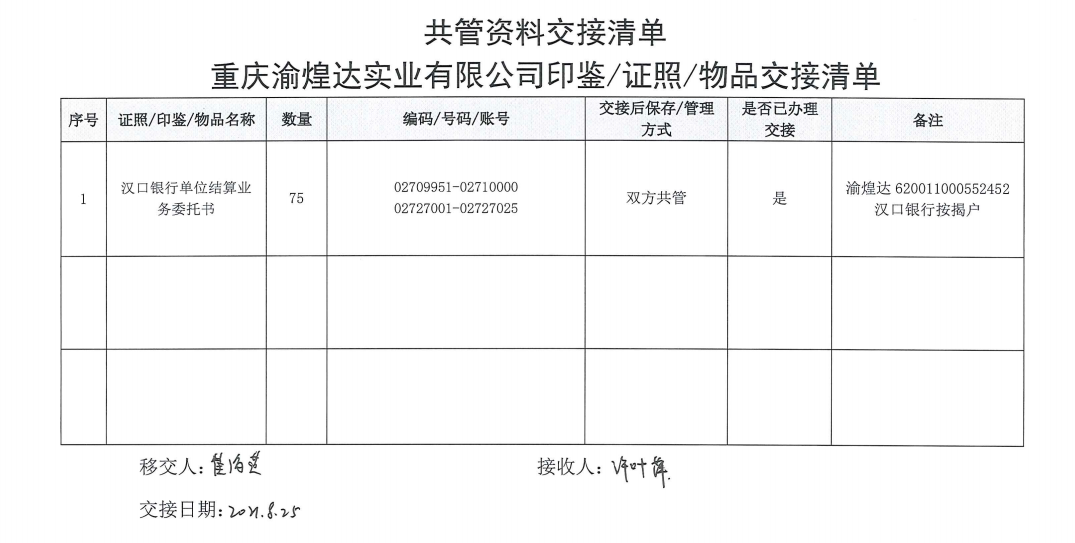 共管资料交接清单
重庆渝煌达实业有限公司印鉴/证照/物品交接清单
序号 证照/印鉴/物品名称 数量 编码/号码/账号 交接后保存/管理方式 是否已办理交接 备注
1 汉口银行单位结算业务委托书 75 02709951-02710000 02727001-02727025 双方共管 是 渝煌达 620011000552452 汉口银行按揭户
移交人: 接收人:
交接日期:2021.8.25